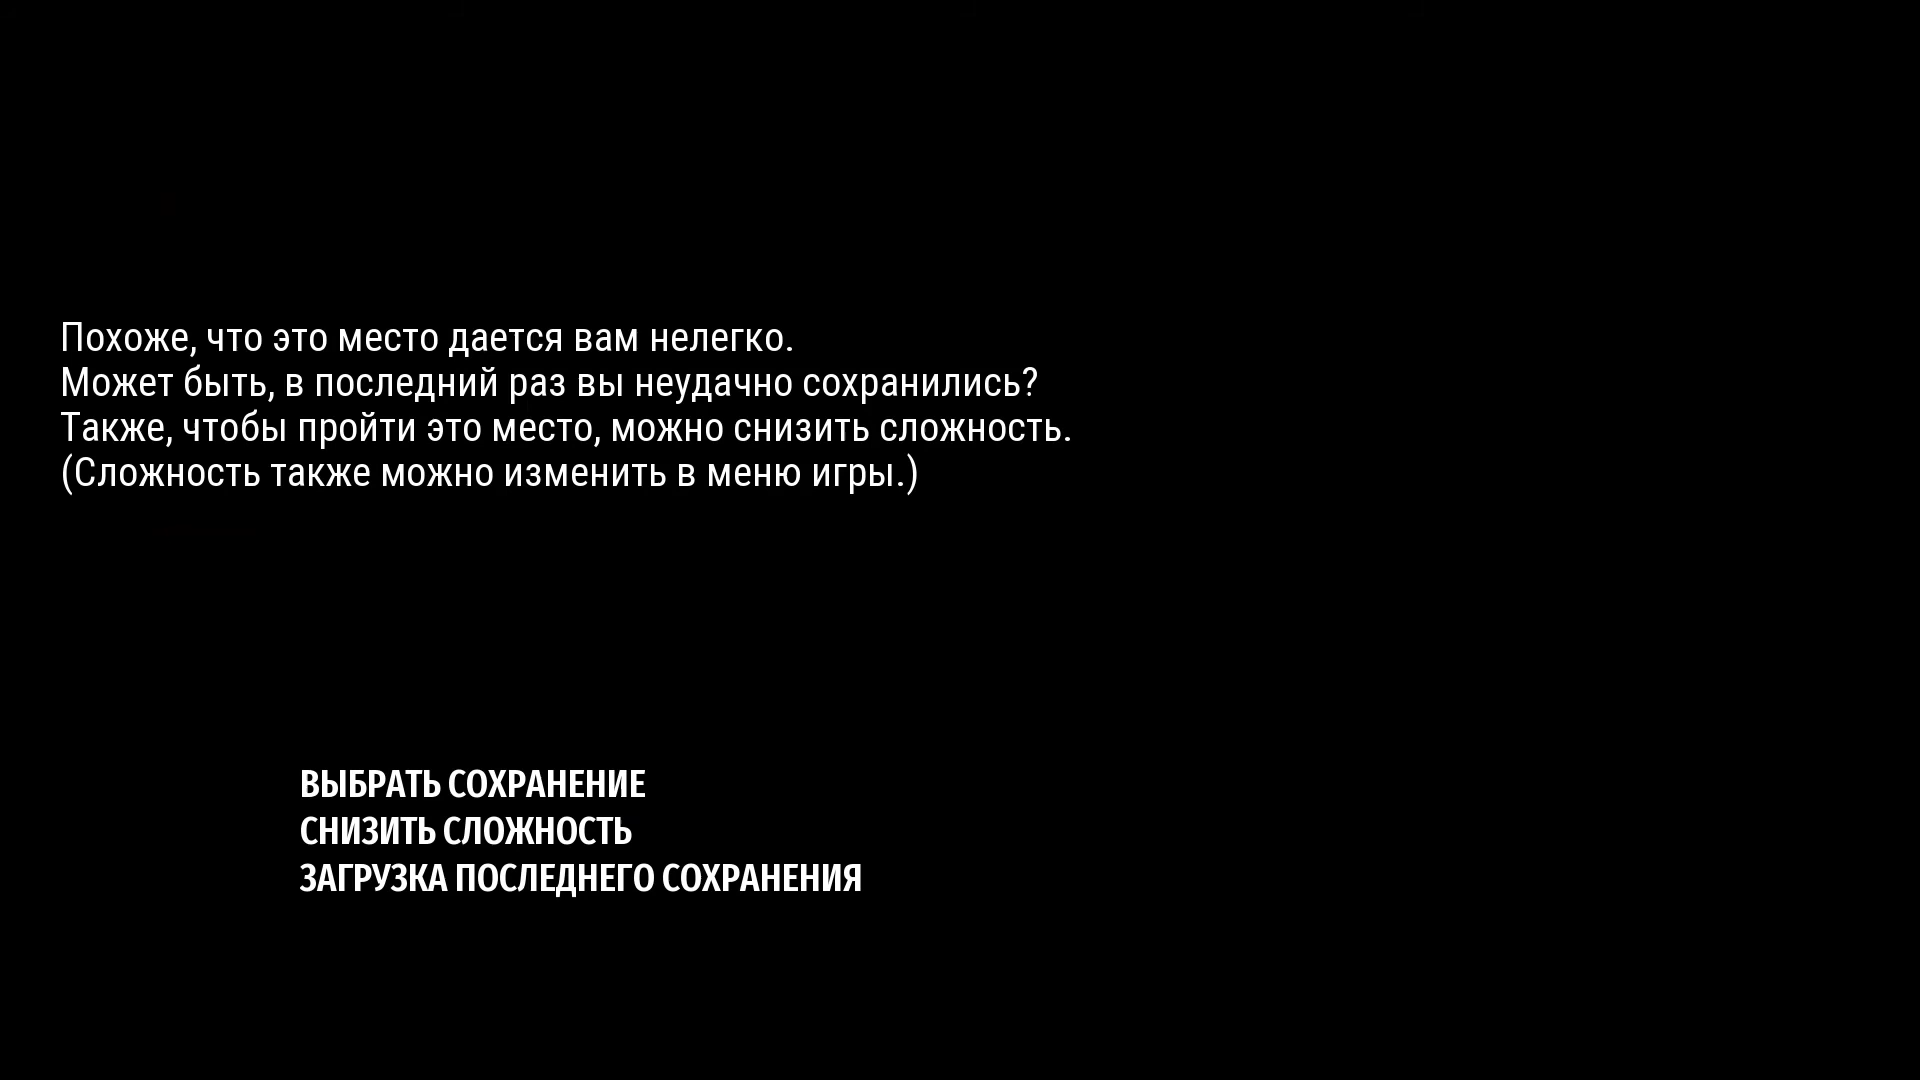 Похоже, что это место дается вам нелегко.
Может быть, в последний раз вы неудачно сохранились?
Также, чтобы пройти это место, можно снизить сложность.
(Сложность также можно изменить в меню игры.)
ВЫБРАТЬ СОХРАНЕНИЕ
СНИЗИТЬ СЛОЖНОСТЬ
ЗАГРУЗКА ПОСЛЕДНЕГО СОХРАНЕНИЯ